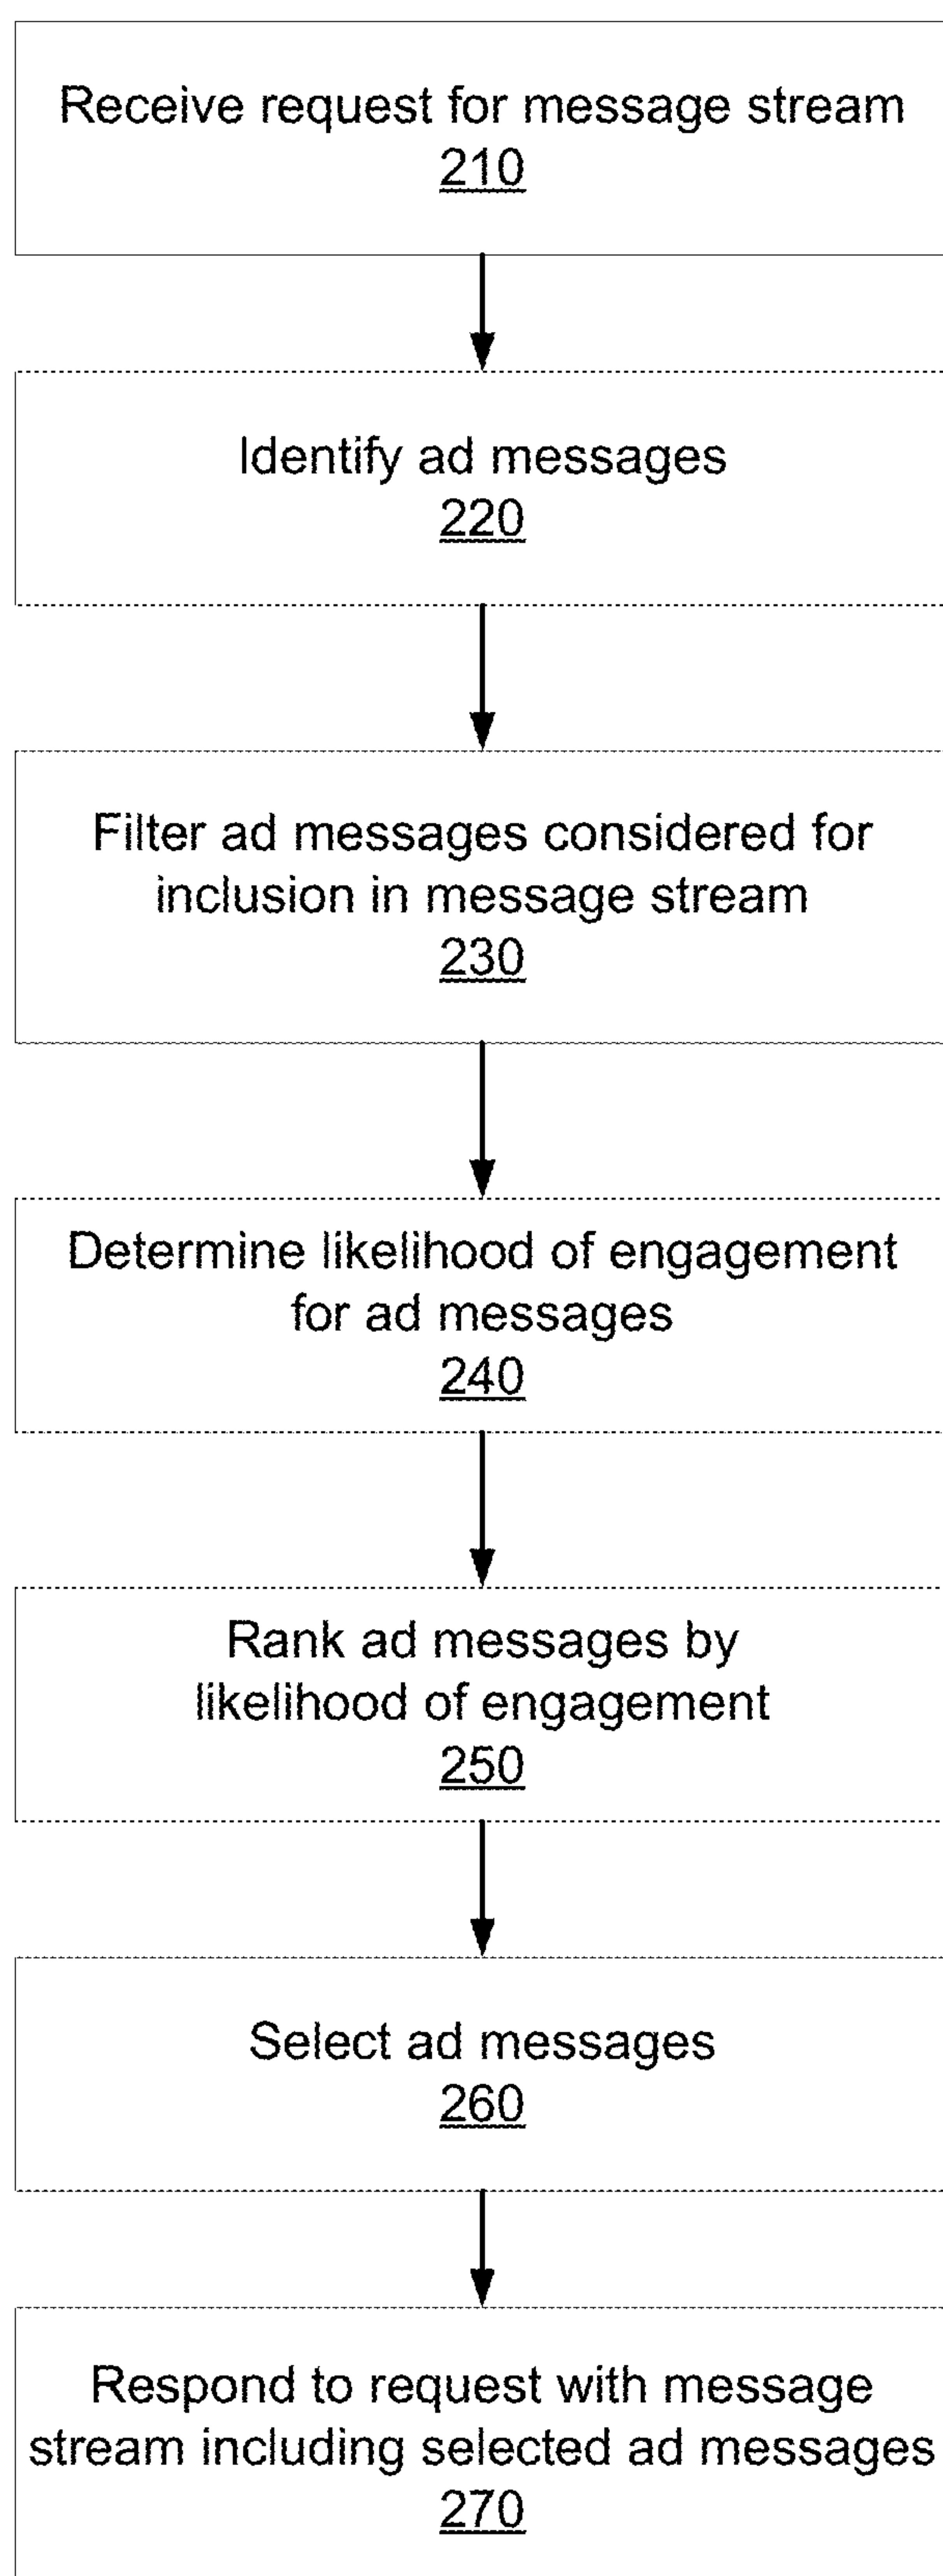 Receive request for message stream
210
Identify ad messages
220
Filter ad messages considered for
inclusion in message stream
230
Determine likelihood of engagement
for ad messages
240
Rank ad messages by
likelihood of engagement
250
Select ad messages
260
Respond to request with message
stream including selected ad messages
270